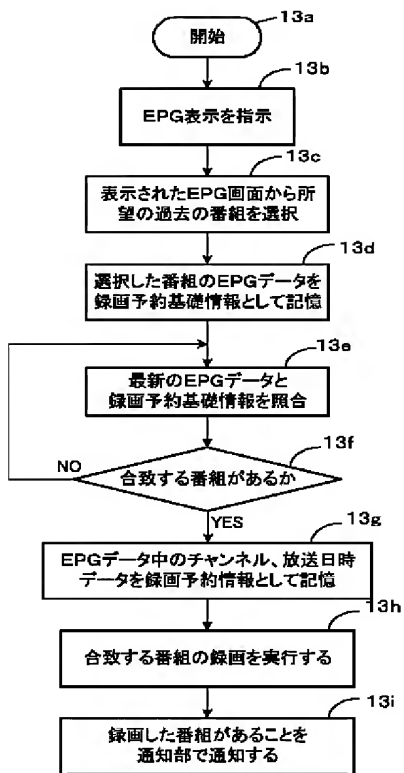 13a
開始
13b
EPG表示を指示
13c
表示されたEPG画面から所
望の過去の番組を選択
13d
選択した番組のEPGデータを
録画予約基礎情報として記憶
13e
最新のEPGデータと
録画予約基礎情報を照合
13f
合致する番組があるか
NO
YES
13g
EPGデータ中のチャンネル、放送日時
データを録画予約情報として記憶
13h
合致する番組の録画を実行する
13i
録画した番組があることを
通知部で通知する